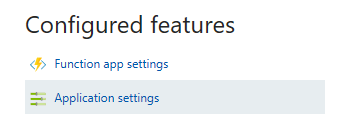 Configured features
Function app settings
Application settings